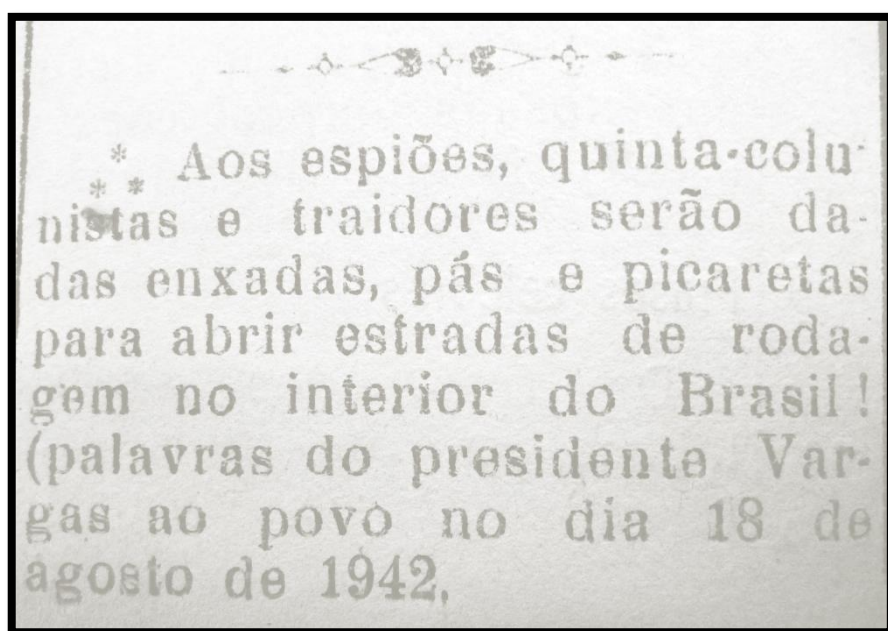 ⁂ Aos espiões, quinta-colu-
nistas e traidores serão da-
das enxadas, pás e picaretas
para abrir estradas de roda-
gem no interior do Brasil!
(palavras do presidente Var-
gas ao povo no dia 18 de
agosto de 1942.